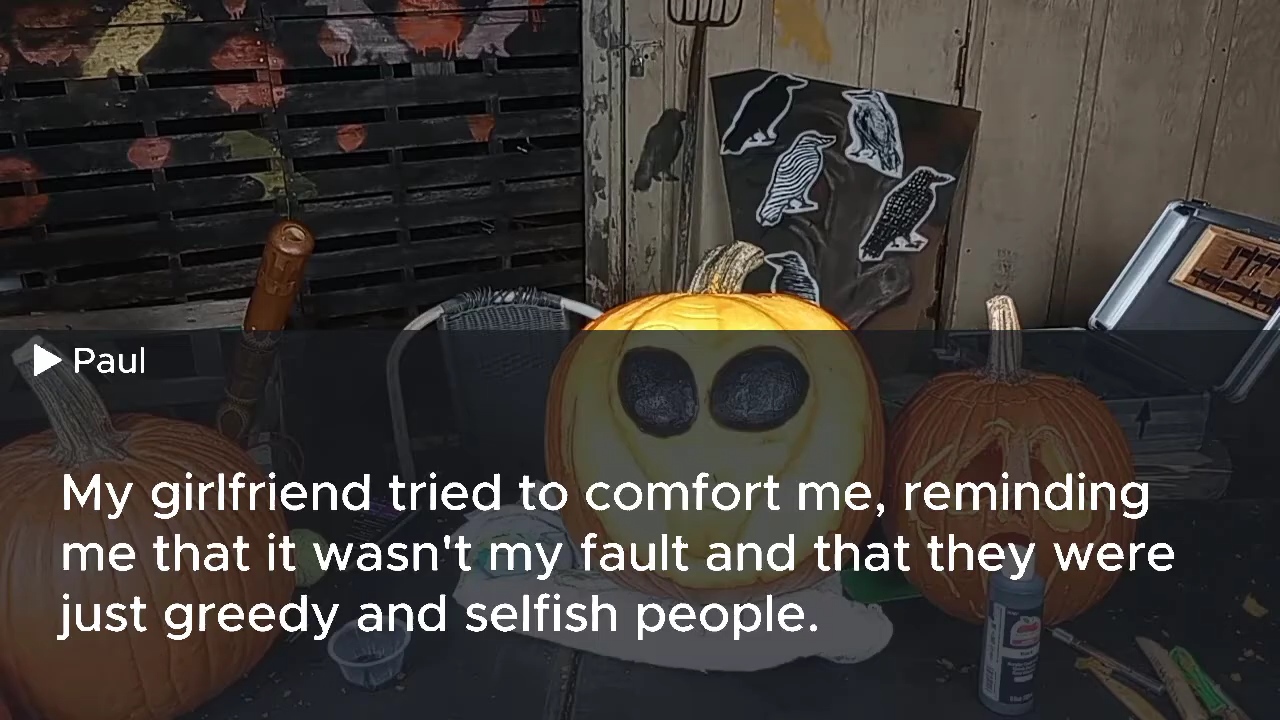 Paul
My girlfriend tried to comfort me, reminding
me that it wasn't my fault and that they were
just greedy and selfish people.